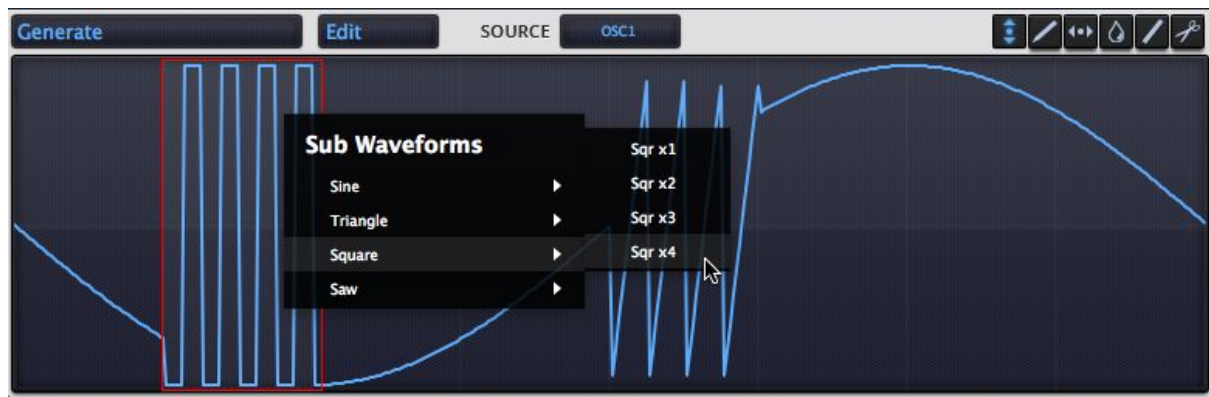 Generate
Edit
SOURCE
OSC1
Sub Waveforms
Sine
Triangle
Square
Saw
Sqr x1
Sqr x2
Sqr x3
Sqr x4